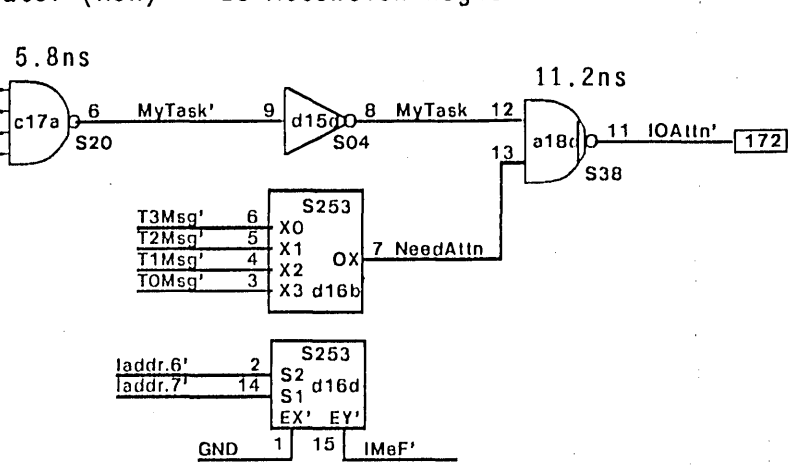 5.8ns
11.2ns
c17a 6 MyTask' 9 d15d 8 MyTask 12 a18d 11 IOAttn' 172
S20 S04 13 S38
S253
T3Msg' 6 X0
T2Msg' 5 X1
T1Msg' 4 X2 OX 7 NeedAttn
T0Msg' 3 X3 d16b
S253
Iaddr.6' 2 S2
Iaddr.7' 14 S1 d16d
EX' EY'
GND 1 15 IMeF'